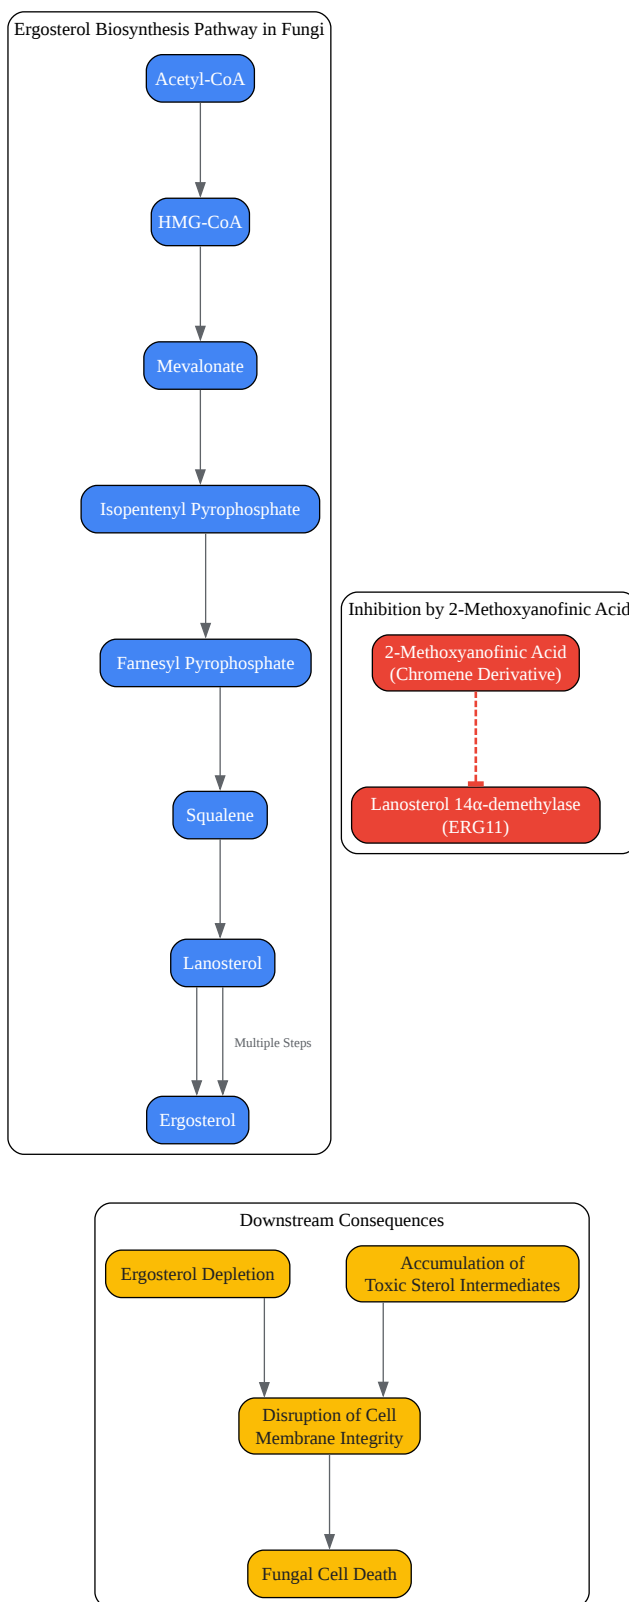 Ergosterol Biosynthesis Pathway in Fungi
Acetyl-CoA
HMG-CoA
Mevalonate
Isopentenyl Pyrophosphate
Farnesyl Pyrophosphate
Squalene
Lanosterol
Multiple Steps
Ergosterol
Inhibition by 2-Methoxyanofinic Acid
2-Methoxyanofinic Acid
(Chromene Derivative)
Lanosterol 14α-demethylase
(ERG11)
Downstream Consequences
Ergosterol Depletion
Accumulation of
Toxic Sterol Intermediates
Disruption of Cell
Membrane Integrity
Fungal Cell Death